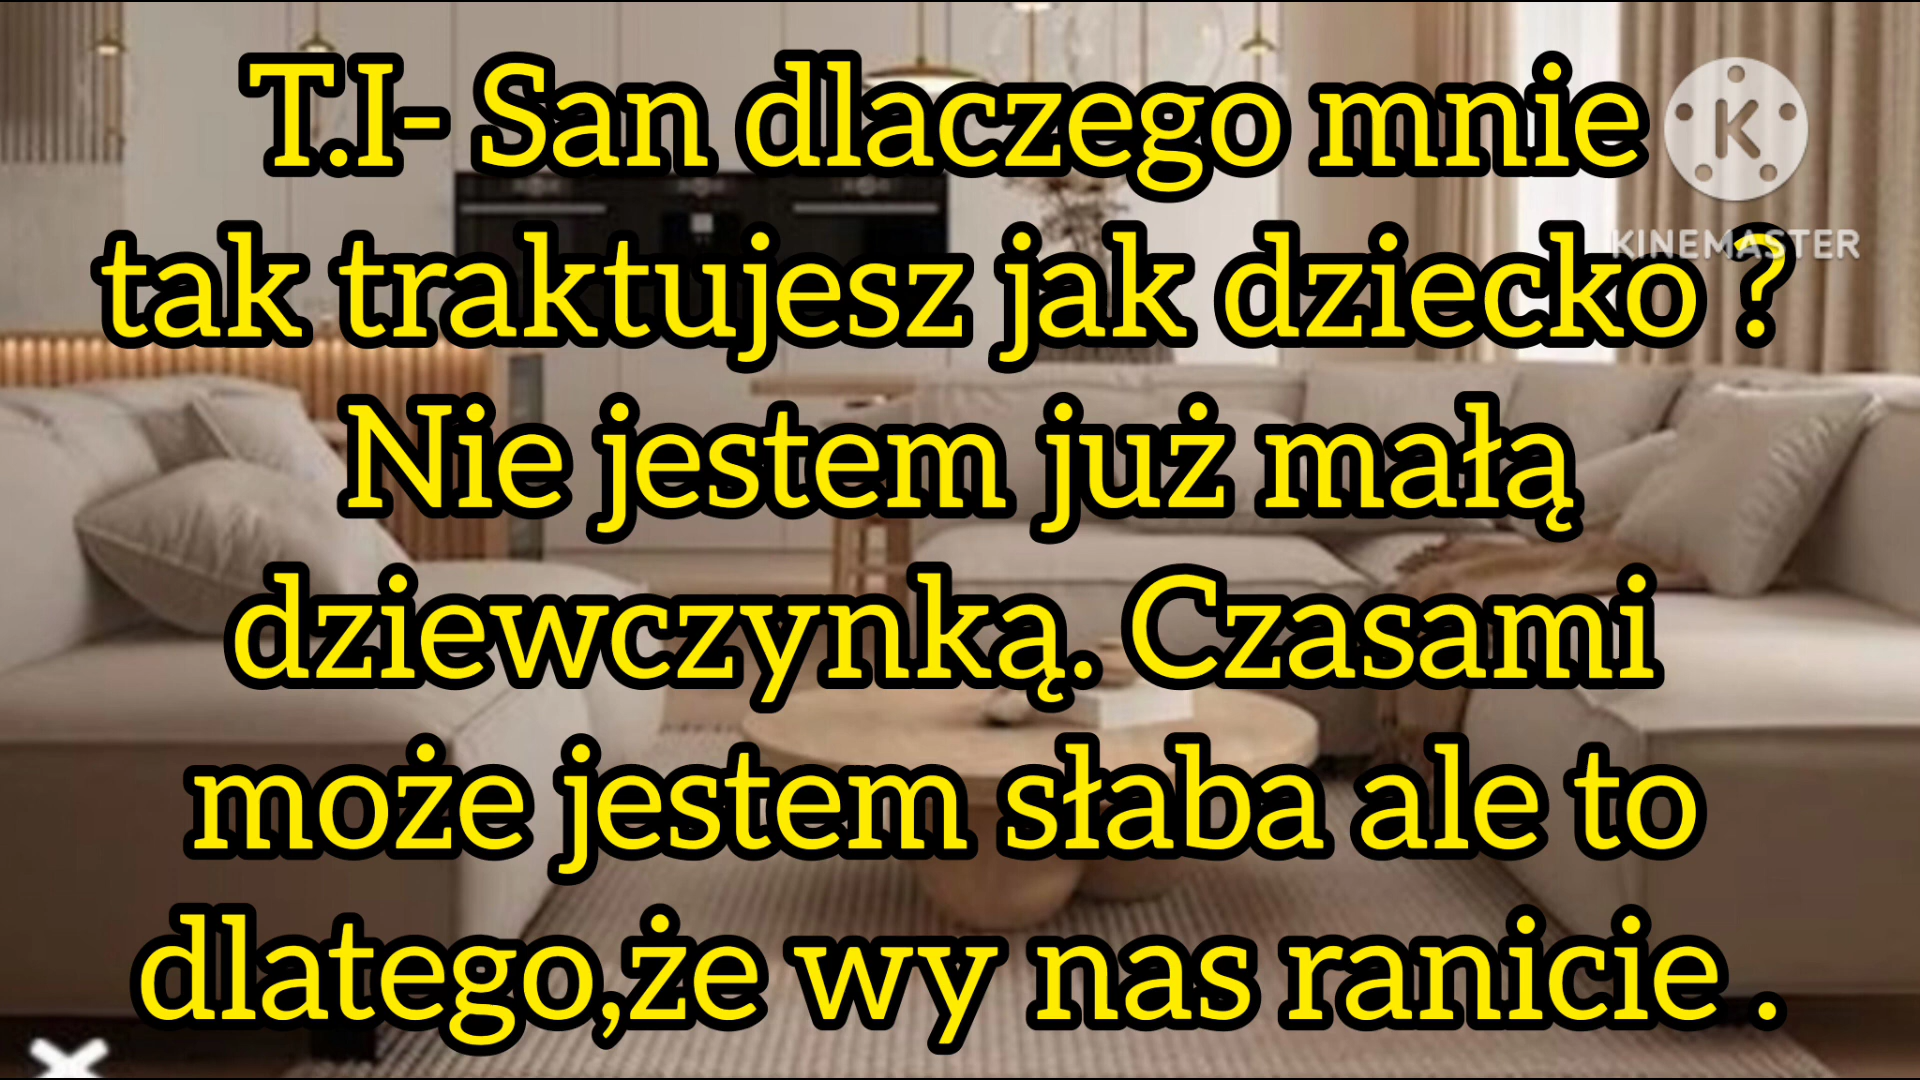 T.I- San dlaczego mnie
tak traktujesz jak dziecko ?
Nie jestem już małą
dziewczynką. Czasami
może jestem słaba ale to
dlatego,że wy nas ranicie .
K
KINEMASTER